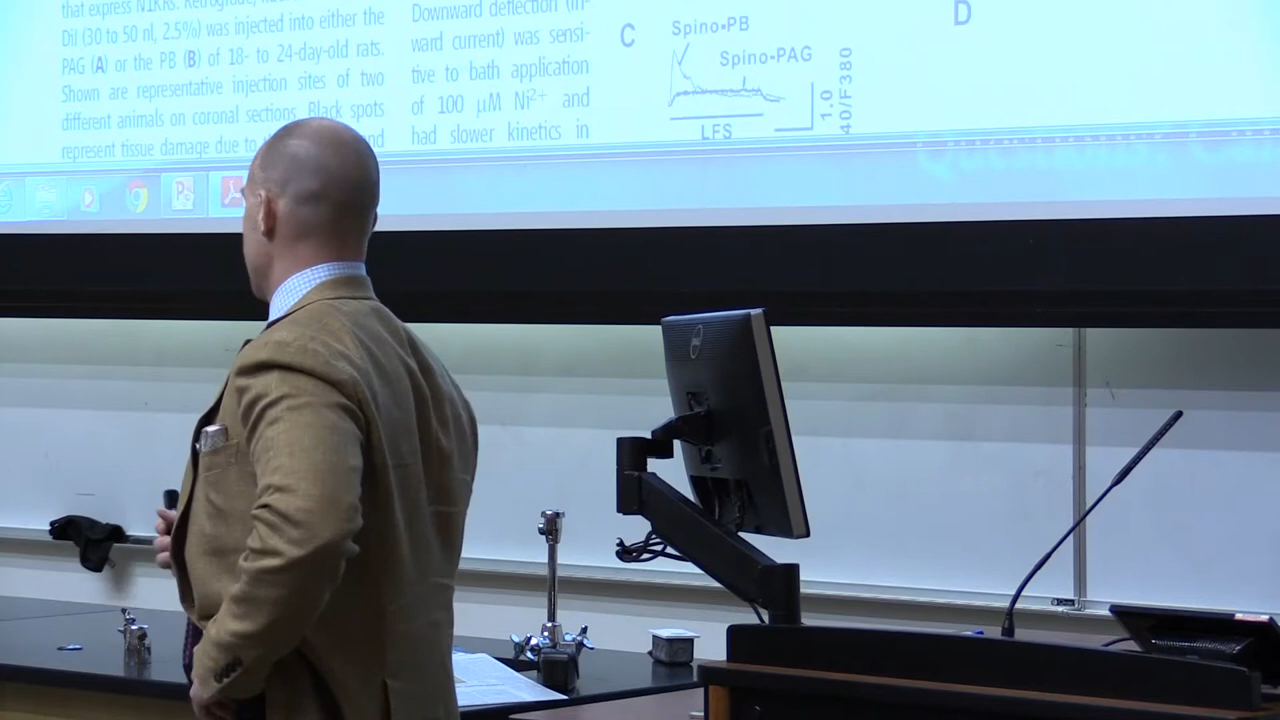 that express N1KRs. Retrograde,
DiI (30 to 50 nl, 2.5%) was injected into either the
PAG (A) or the PB (B) of 18- to 24-day-old rats.
Shown are representative injection sites of two
different animals on coronal sections. Black spots
represent tissue damage due to
Downward deflection (in-
ward current) was sensi-
tive to bath application
of 100 μM Ni2+ and
had slower kinetics in
C
Spino-PB
Spino-PAG
LFS
1.0
40/F380
D
DELL